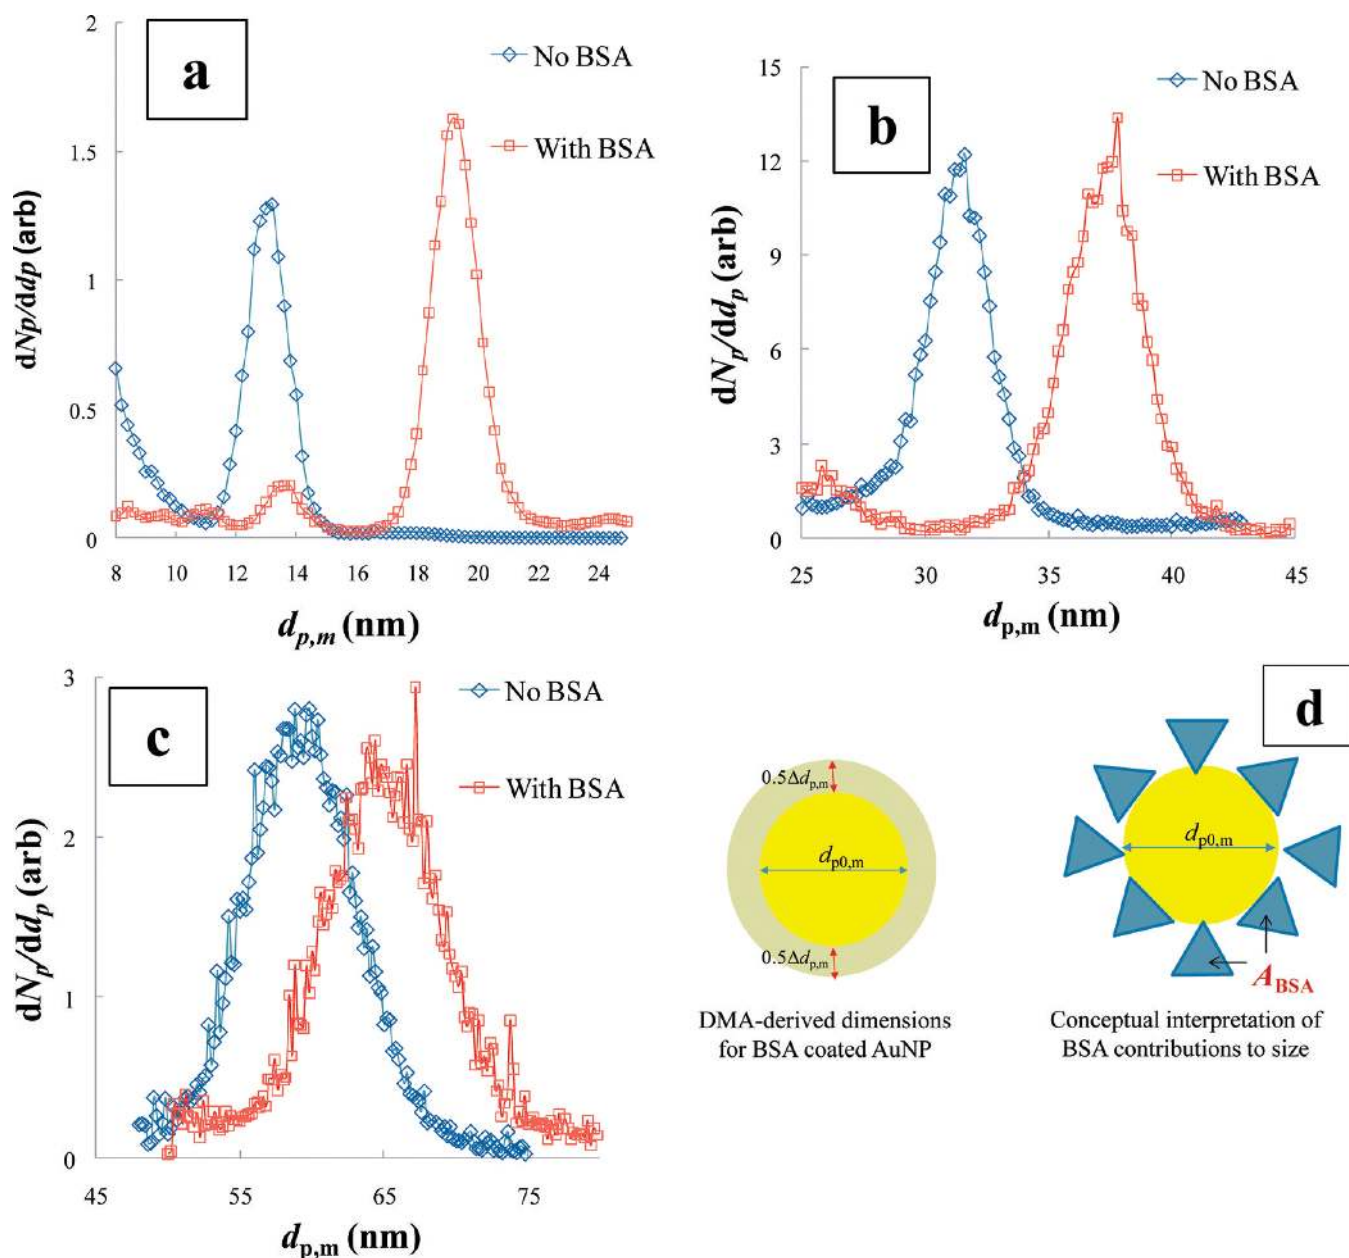 2
a
No BSA
1.5
With BSA
dNp/ddp (arb)
1
0.5
0
8 10 12 14 16 18 20 22 24
dp,m (nm)
15
b
No BSA
12
With BSA
dNp/ddp (arb)
9
6
3
0
25 30 35 40 45
dp,m (nm)
3
c
No BSA
With BSA
2
dNp/ddp (arb)
1
0
45 55 65 75
dp,m (nm)
d
0.5Δdp,m
dp0,m
0.5Δdp,m
DMA-derived dimensions
for BSA coated AuNP
dp0,m
ABSA
Conceptual interpretation of
BSA contributions to size